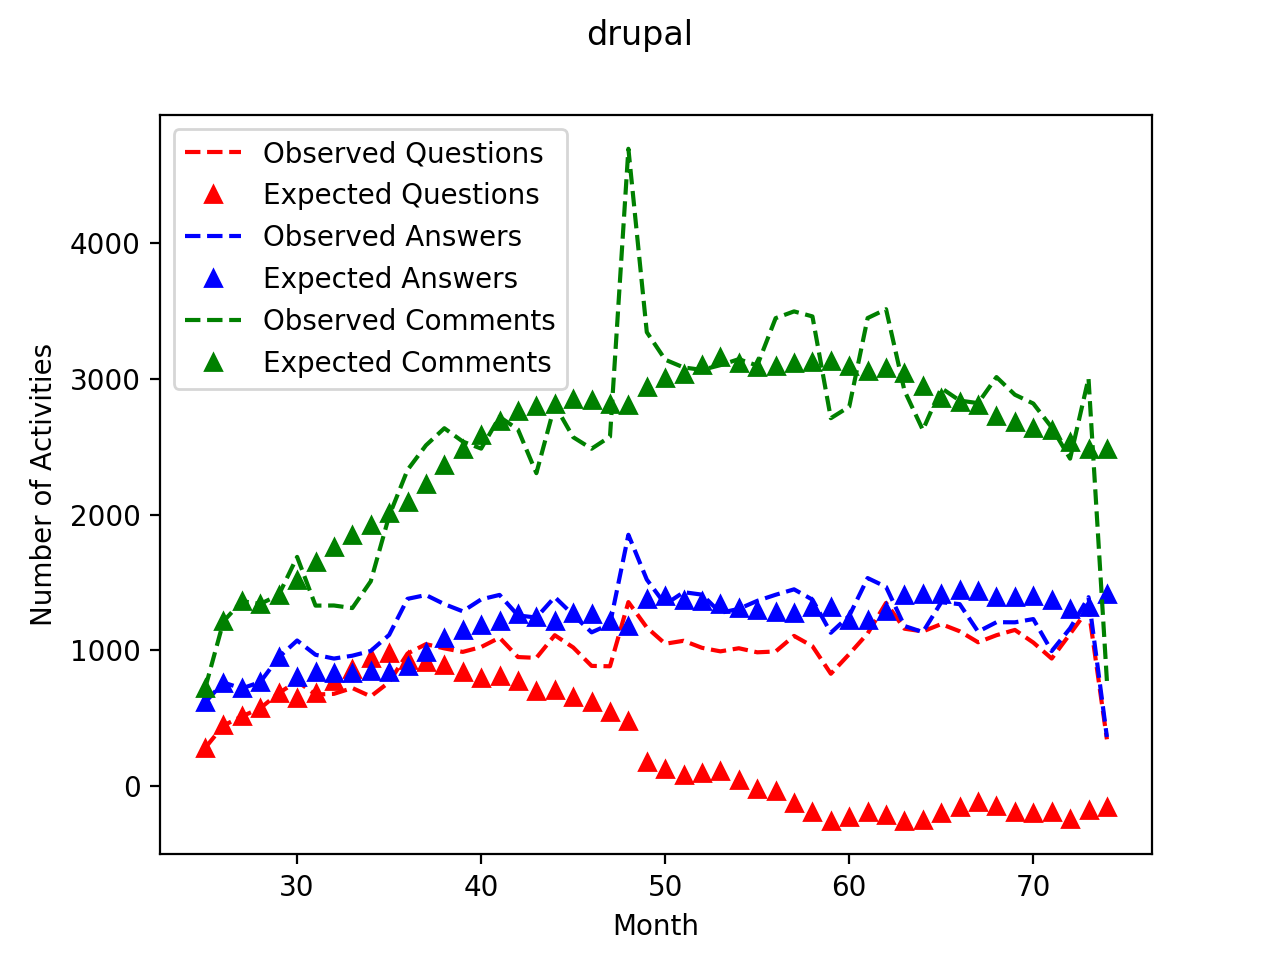 drupal
Observed Questions
Expected Questions
Observed Answers
Expected Answers
Observed Comments
Expected Comments
Number of Activities
4000
3000
2000
1000
0
30 40 50 60 70
Month